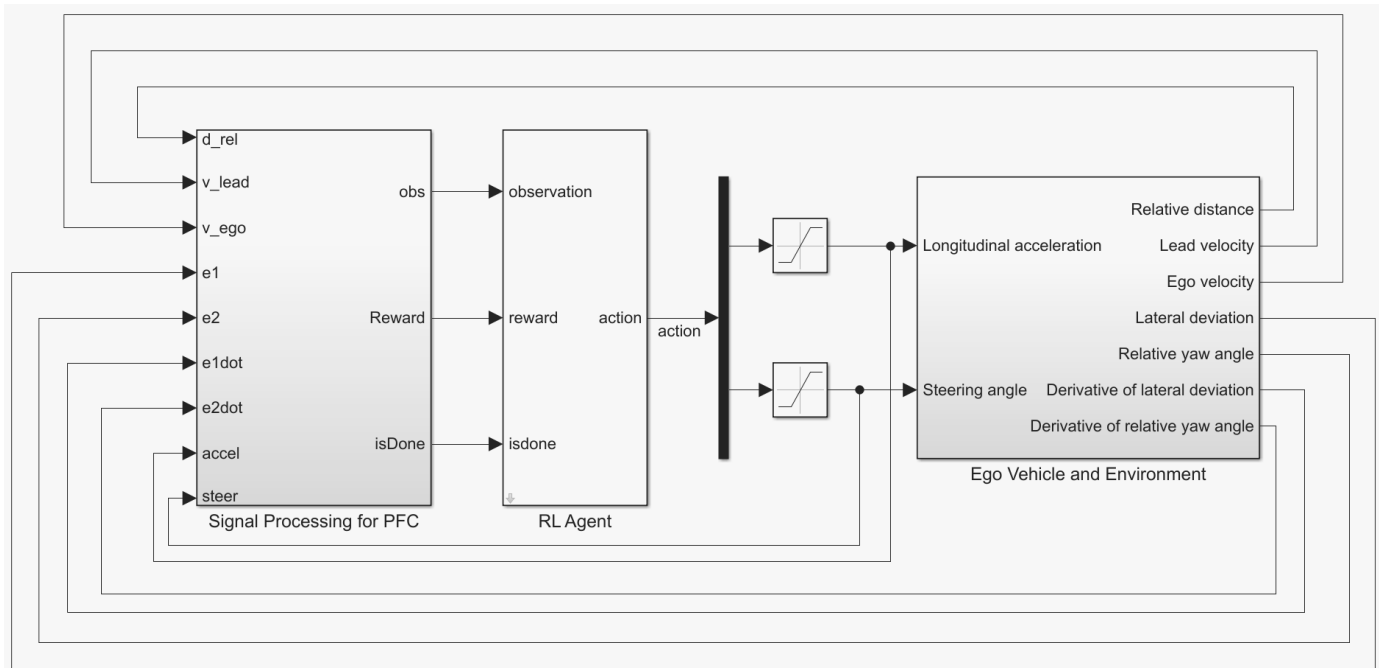 d_rel
v_lead
v_ego
e1
e2
e1dot
e2dot
accel
steer
obs
Reward
isDone
Signal Processing for PFC
observation
reward
isdone
action
RL Agent
action
Longitudinal acceleration
Steering angle
Relative distance
Lead velocity
Ego velocity
Lateral deviation
Relative yaw angle
Derivative of lateral deviation
Derivative of relative yaw angle
Ego Vehicle and Environment